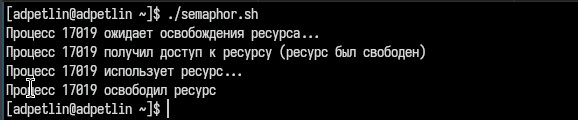 [adpetlin@adpetlin ~]$ ./semaphor.sh
Процесс 17019 ожидает освобождения ресурса...
Процесс 17019 получил доступ к ресурсу (ресурс был свободен)
Процесс 17019 использует ресурс...
Процесс 17019 освободил ресурс
[adpetlin@adpetlin ~]$